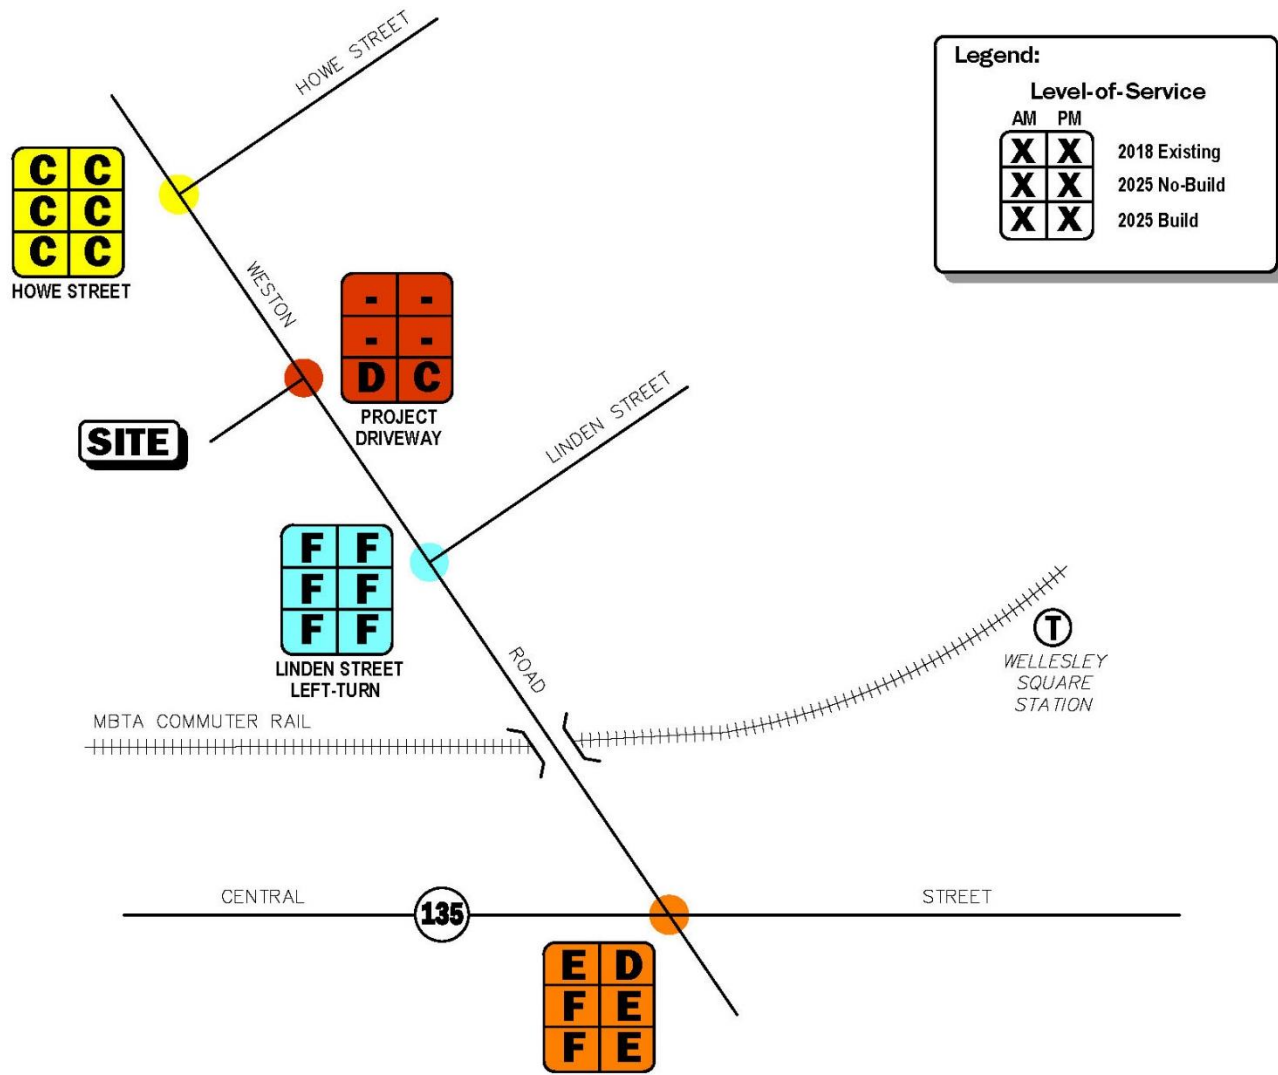 HOWE STREET
Legend:
Level-of-Service
AM PM
X X 2018 Existing
X X 2025 No-Build
X X 2025 Build
C C
C C
C C
HOWE STREET
WESTON
- -
- -
D C
PROJECT
DRIVEWAY
SITE
LINDEN STREET
F F
F F
F F
LINDEN STREET
LEFT-TURN
ROAD
T
WELLESLEY
SQUARE
STATION
MBTA COMMUTER RAIL
CENTRAL
135
STREET
E D
F E
F E